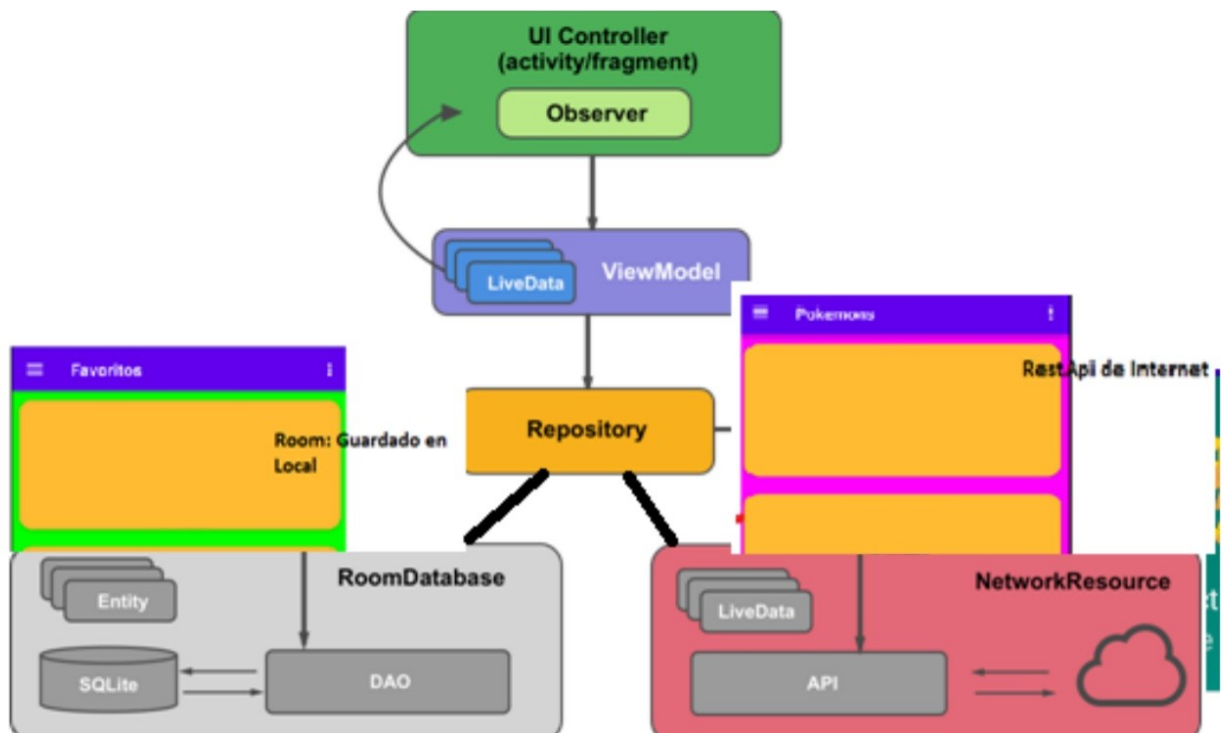 UI Controller
(activity/fragment)
Observer
LiveData
ViewModel
Pokemons
Rest Api de Internet
Favoritos
Room: Guardado en
Local
Repository
RoomDatabase
Entity
SQLite
DAO
NetworkResource
LiveData
API